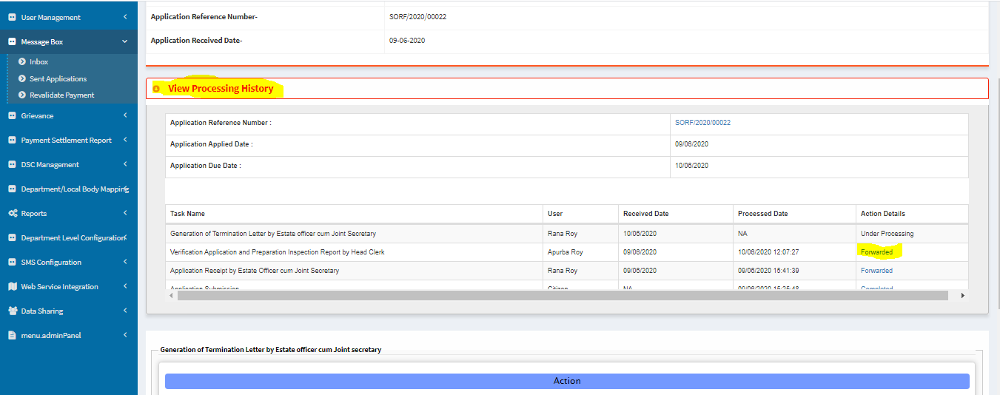 User Management
Message Box
Inbox
Sent Applications
Revalidate Payment
Grievance
Payment Settlement Report
DSC Management
Department/Local Body Mapping
Reports
Department Level Configuration
SMS Configuration
Web Service Integration
Data Sharing
menu.adminPanel
Application Reference Number- SORF/2020/00022
Application Received Date- 09-06-2020
View Processing History
Application Reference Number : SORF/2020/00022
Application Applied Date : 09/06/2020
Application Due Date : 10/06/2020
Task Name User Received Date Processed Date Action Details
Generation of Termination Letter by Estate officer cum Joint Secretary Rana Roy 10/06/2020 NA Under Processing
Verification Application and Preparation Inspection Report by Head Clerk Apurba Roy 09/06/2020 10/06/2020 12:07:27 Forwarded
Application Receipt by Estate Officer cum Joint Secretary Rana Roy 09/06/2020 09/06/2020 15:41:39 Forwarded
Application Submission Citizen NA 09/06/2020 15:25:48 Completed
Generation of Termination Letter by Estate officer cum Joint secretary
Action